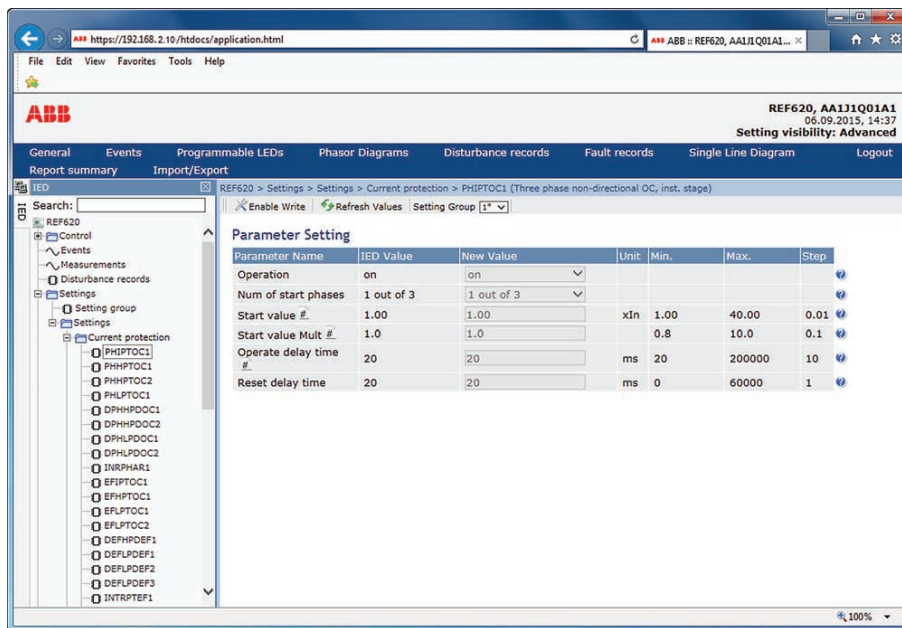 https://192.168.2.10/htdocs/application.html
ABB :: REF620, AA1J1Q01A1...
File Edit View Favorites Tools Help
ABB
REF620, AA1J1Q01A1
06.09.2015, 14:37
Setting visibility: Advanced
General Events Programmable LEDs Phasor Diagrams Disturbance records Fault records Single Line Diagram Logout
Report summary Import/Export
IED
IED
Search:
REF620
Control
Events
Measurements
Disturbance records
Settings
Setting group
Settings
Current protection
PHIPTOC1
PHHPTOC1
PHHPTOC2
PHLPTOC1
DPHHPDOC1
DPHHPDOC2
DPHLPDOC1
DPHLPDOC2
INRPHAR1
EFIPTOC1
EFHPTOC1
EFLPTOC1
EFLPTOC2
DEFHPDEF1
DEFLPDEF1
DEFLPDEF2
DEFLPDEF3
INTRPTEF1
REF620 > Settings > Settings > Current protection > PHIPTOC1 (Three phase non-directional OC, inst. stage)
Enable Write Refresh Values Setting Group 1*
Parameter Setting
Parameter Name IED Value New Value Unit Min. Max. Step
Operation on on
Num of start phases 1 out of 3 1 out of 3
Start value # 1.00 1.00 xIn 1.00 40.00 0.01
Start value Mult # 1.0 1.0 0.8 10.0 0.1
Operate delay time # 20 20 ms 20 200000 10
Reset delay time 20 20 ms 0 60000 1
100%